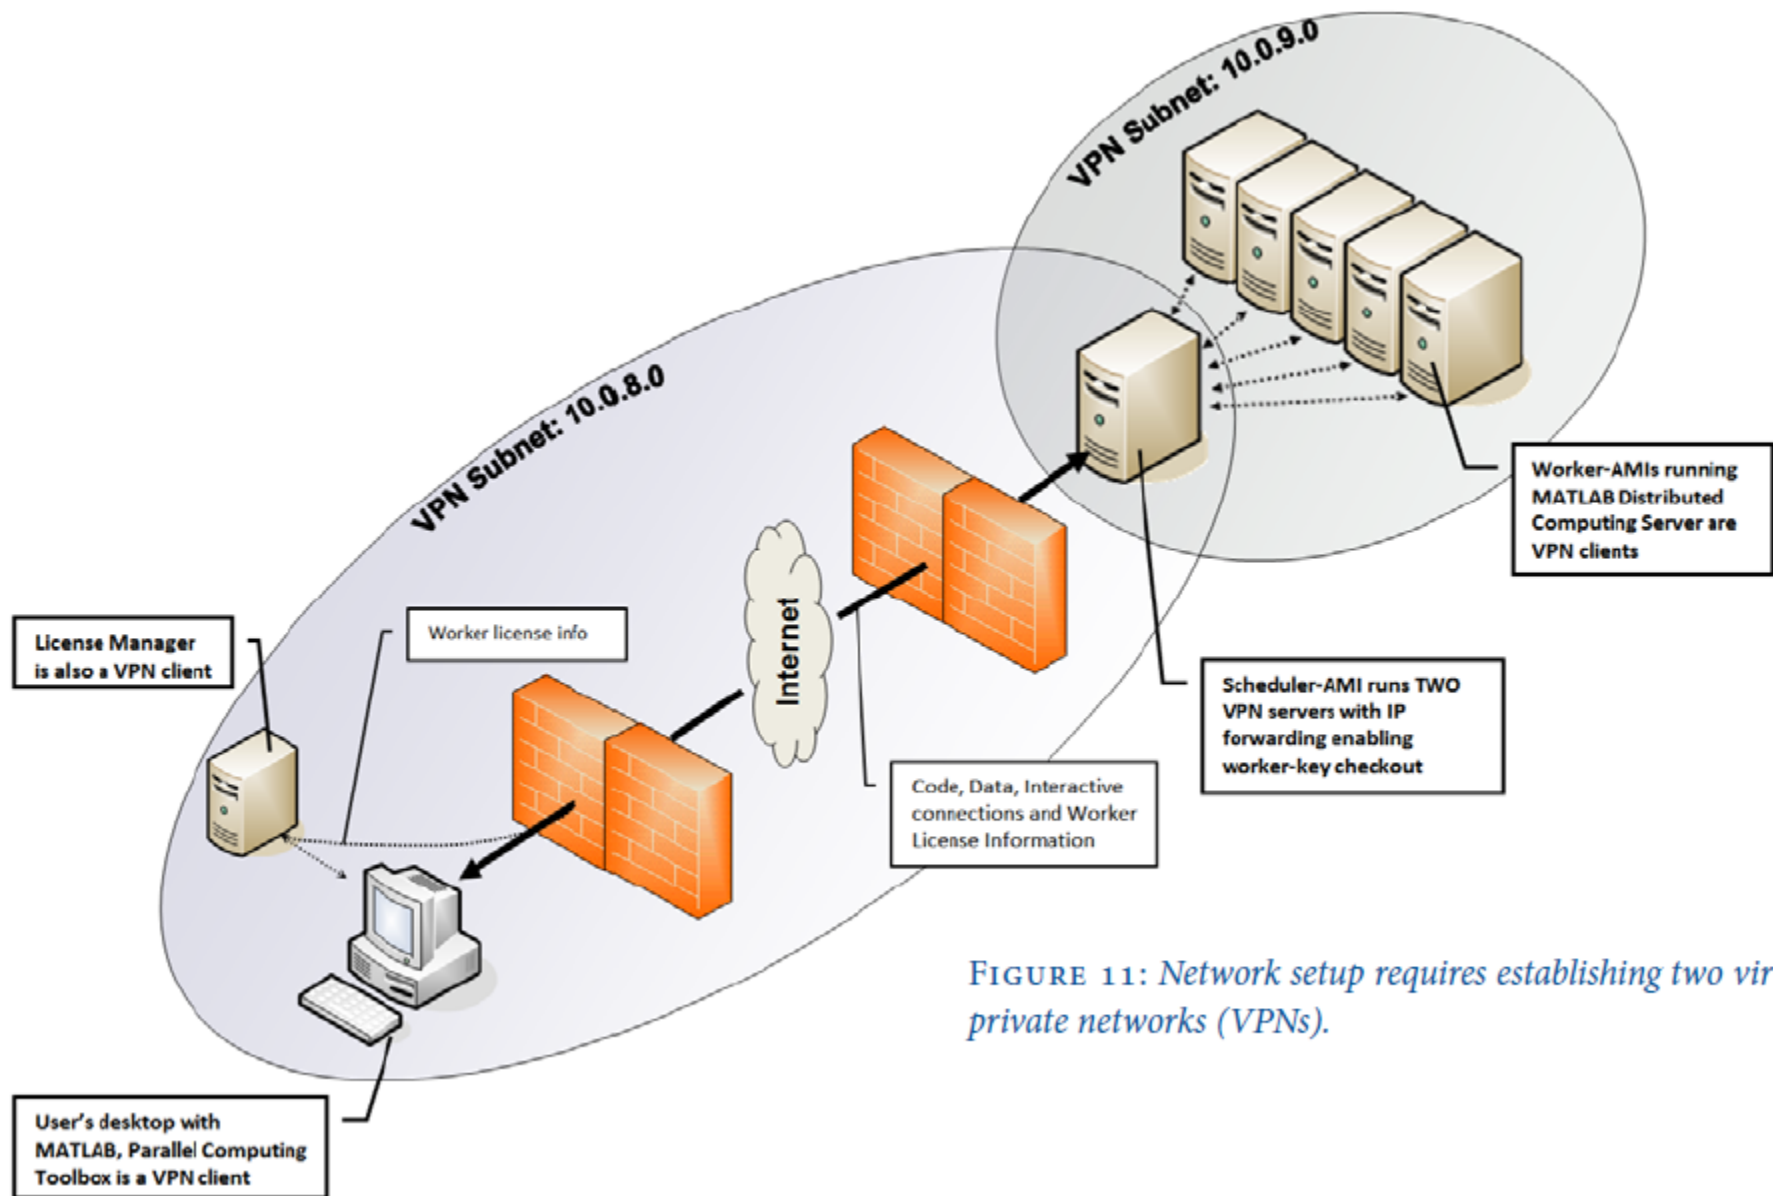 VPN Subnet: 10.0.9.0
VPN Subnet: 10.0.8.0
Worker-AMIs running
MATLAB Distributed
Computing Server are
VPN clients
License Manager
is also a VPN client
Worker license info
Internet
Scheduler-AMI runs TWO
VPN servers with IP
forwarding enabling
worker-key checkout
Code, Data, Interactive
connections and Worker
License Information
FIGURE 11: Network setup requires establishing two vir
private networks (VPNs).
User's desktop with
MATLAB, Parallel Computing
Toolbox is a VPN client